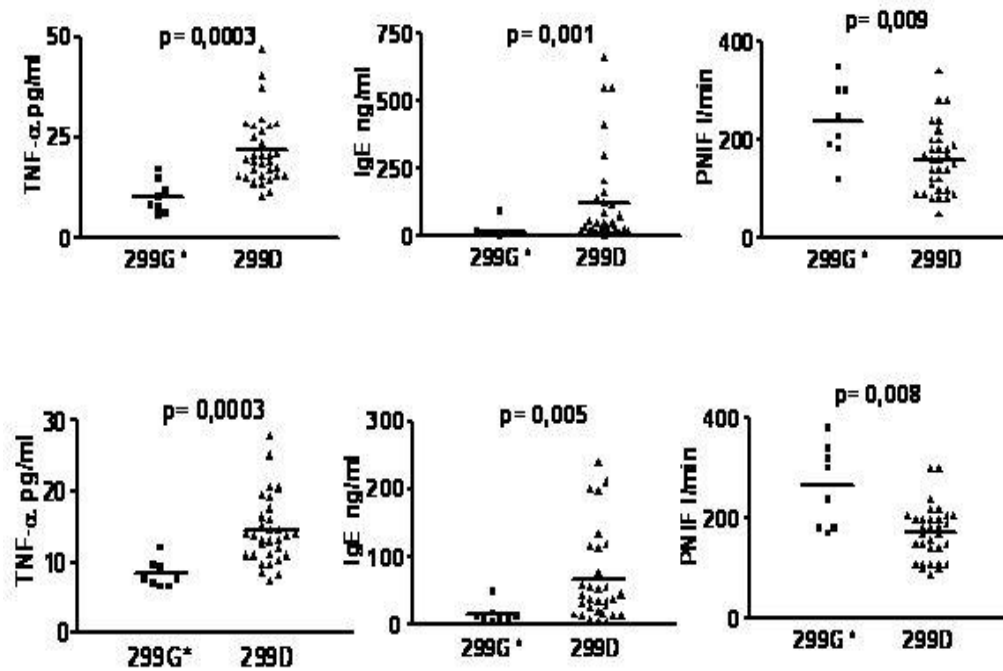 p= 0,0003
TNF-α pg/ml
50
25
0
299G*
299D
p= 0,001
IgE ng/ml
750
500
250
0
299G*
299D
p= 0,009
PNIF l/min
400
200
0
299G*
299D
p= 0,0003
TNF-α pg/ml
30
20
10
0
299G*
299D
p= 0,005
IgE ng/ml
300
200
100
0
299G*
299D
p= 0,008
PNIF l/min
400
200
0
299G*
299D